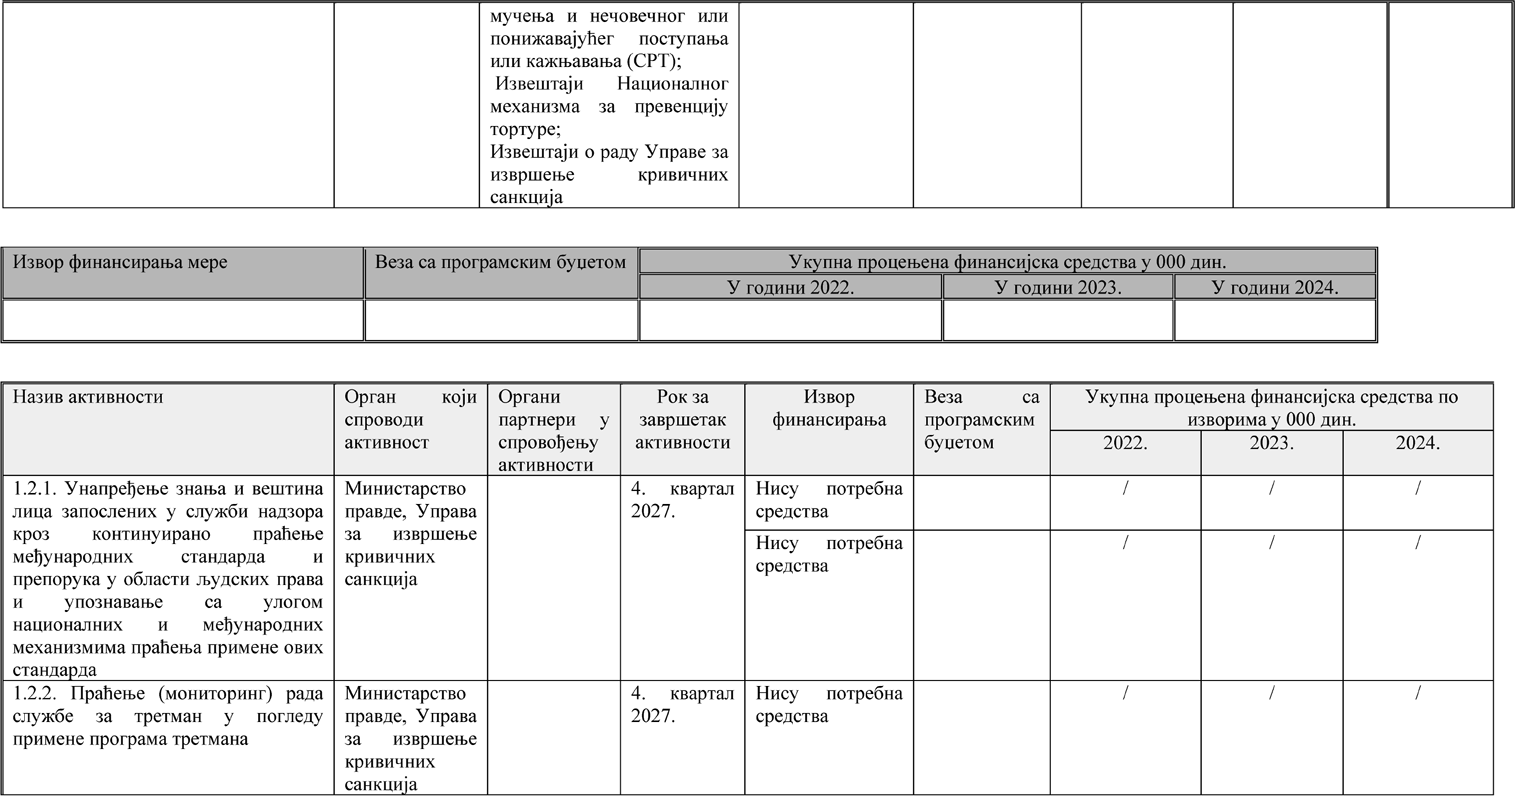 мучења и нечовечног или
понижавајућег поступања
или кажњавања (CPT);
Извештаји Националног
механизма за превенцију
тортуре;
Извештаји о раду Управе за
извршење кривичних
санкција
Извор финансирања мере
Веза са програмским буџетом
Укупна процењена финансијска средства у 000 дин.
У години 2022.
У години 2023.
У години 2024.
Назив активности
Орган који
спроводи
активност
Органи
партнери у
спровођењу
активности
Рок за
завршетак
активности
Извор
финансирања
Веза са
програмским
буџетом
Укупна процењена финансијска средства по
изворима у 000 дин.
2022.
2023.
2024.
1.2.1. Унапређење знања и вештина
лица запослених у служби надзора
кроз континуирано праћење
међународних стандарда и
препорука у области људских права
и упознавање са улогом
националних и међународних
механизмима праћења примене ових
стандарда
Министарство
правде, Управа
за извршење
кривичних
санкција
4. квартал
2027.
Нису потребна
средства
/
/
/
Нису потребна
средства
/
/
/
1.2.2. Праћење (мониторинг) рада
службе за третман у погледу
примене програма третмана
Министарство
правде, Управа
за извршење
кривичних
санкција
4. квартал
2027.
Нису потребна
средства
/
/
/